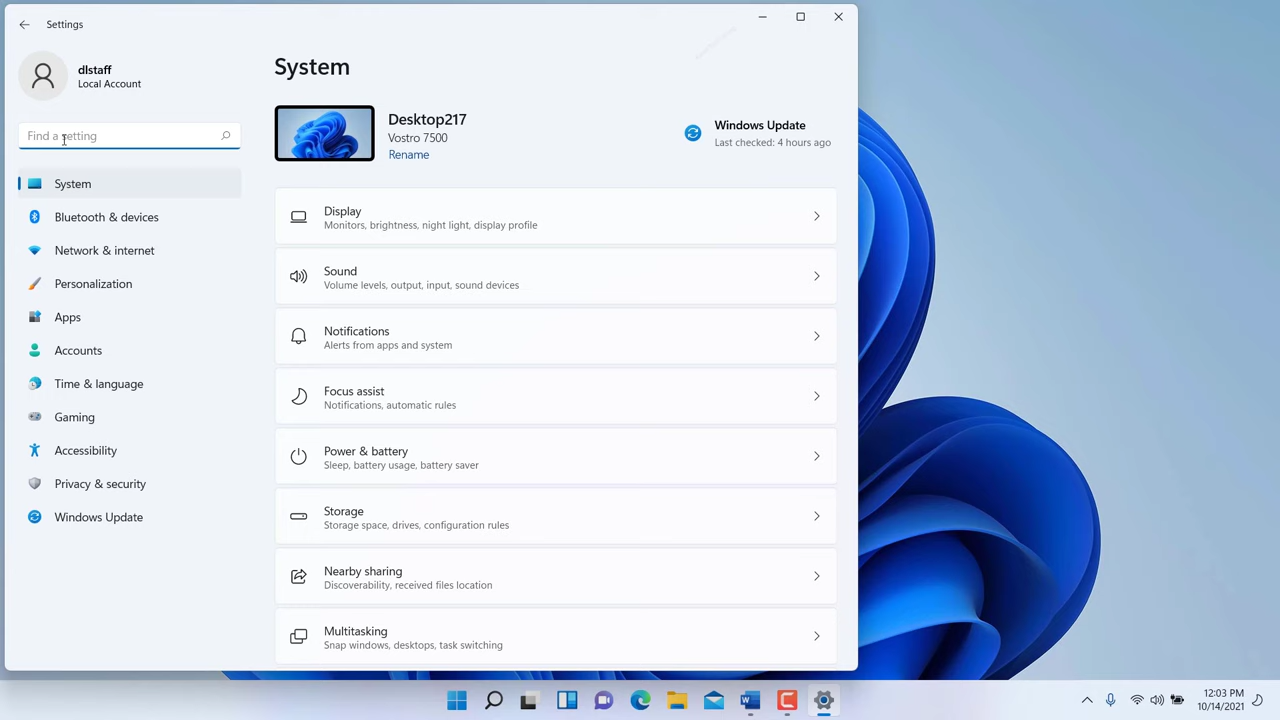 Settings
dlstaff
Local Account
Find a setting
System
Bluetooth & devices
Network & internet
Personalization
Apps
Accounts
Time & language
Gaming
Accessibility
Privacy & security
Windows Update
System
Desktop217
Vostro 7500
Rename
Windows Update
Last checked: 4 hours ago
Display
Monitors, brightness, night light, display profile
Sound
Volume levels, output, input, sound devices
Notifications
Alerts from apps and system
Focus assist
Notifications, automatic rules
Power & battery
Sleep, battery usage, battery saver
Storage
Storage space, drives, configuration rules
Nearby sharing
Discoverability, received files location
Multitasking
Snap windows, desktops, task switching
12:03 PM
10/14/2021